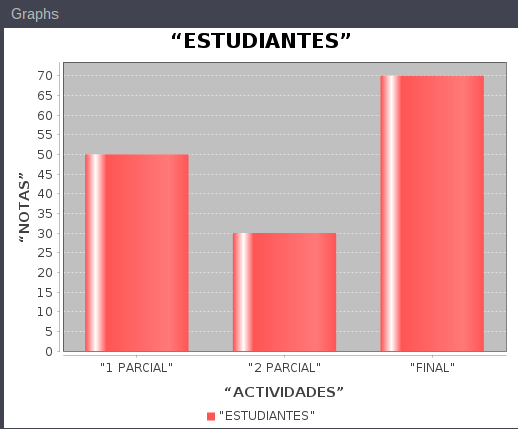 Graphs
“ESTUDIANTES”
“NOTAS”
70
65
60
55
50
45
40
35
30
25
20
15
10
5
0
"1 PARCIAL" "2 PARCIAL" "FINAL"
“ACTIVIDADES”
"ESTUDIANTES"